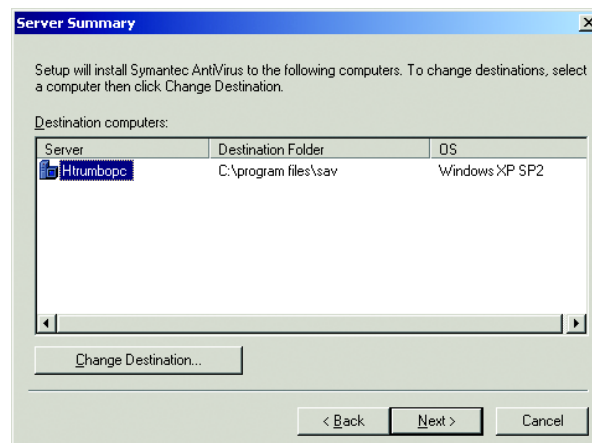 Server Summary
Setup will install Symantec AntiVirus to the following computers. To change destinations, select
a computer then click Change Destination.
Destination computers:
Server Destination Folder OS
Htrumbopc C:\program files\sav Windows XP SP2
Change Destination...
< Back Next > Cancel